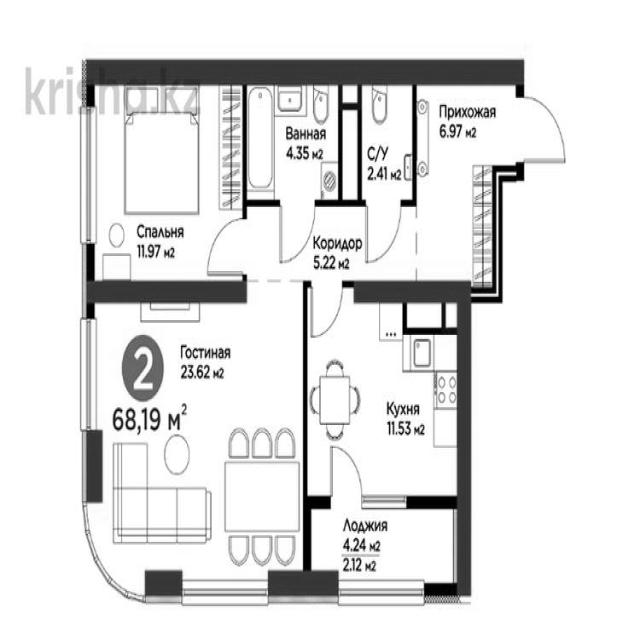 krisha.kz
Прихожая
6.97 м2
Ванная
4.35 м2
С/У
2.41 м2
Спальня
11.97 м2
Коридор
5.22 м2
2
Гостиная
23.62 м2
68,19 м²
Кухня
11.53 м2
Лоджия
4.24 м2
2.12 м2